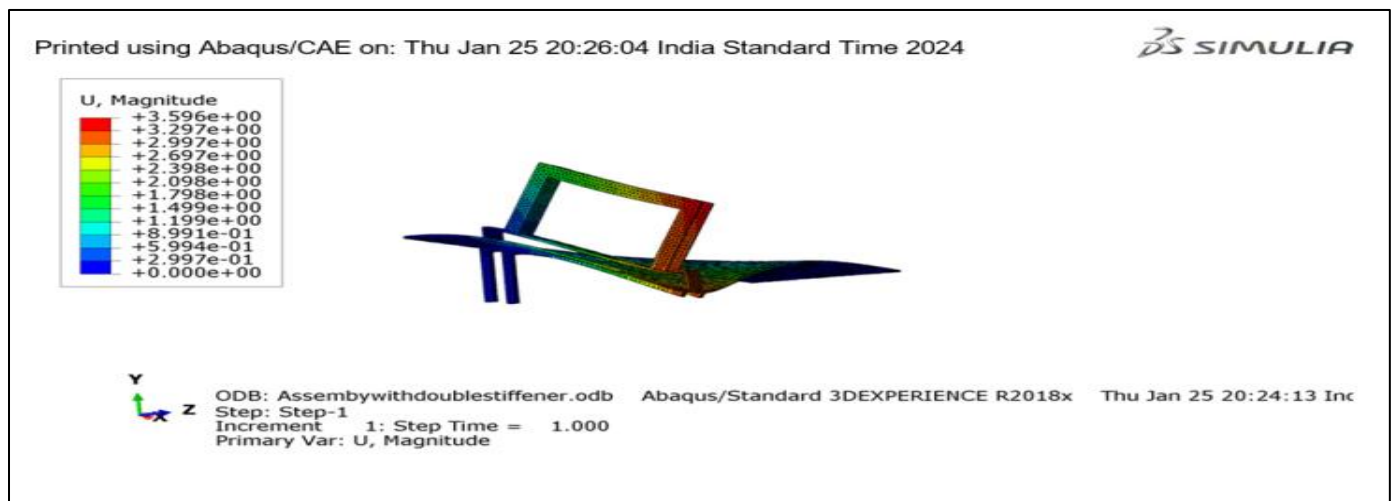 Printed using Abaqus/CAE on: Thu Jan 25 20:26:04 India Standard Time 2024
3DS SIMULIA
U, Magnitude
+3.596e+00
+3.297e+00
+2.997e+00
+2.697e+00
+2.398e+00
+2.098e+00
+1.798e+00
+1.499e+00
+1.199e+00
+8.991e-01
+5.994e-01
+2.997e-01
+0.000e+00
Y
Z
X
ODB: Assembywithdoublestiffener.odb Abaqus/Standard 3DEXPERIENCE R2018x Thu Jan 25 20:24:13 Inc
Step: Step-1
Increment 1: Step Time = 1.000
Primary Var: U, Magnitude